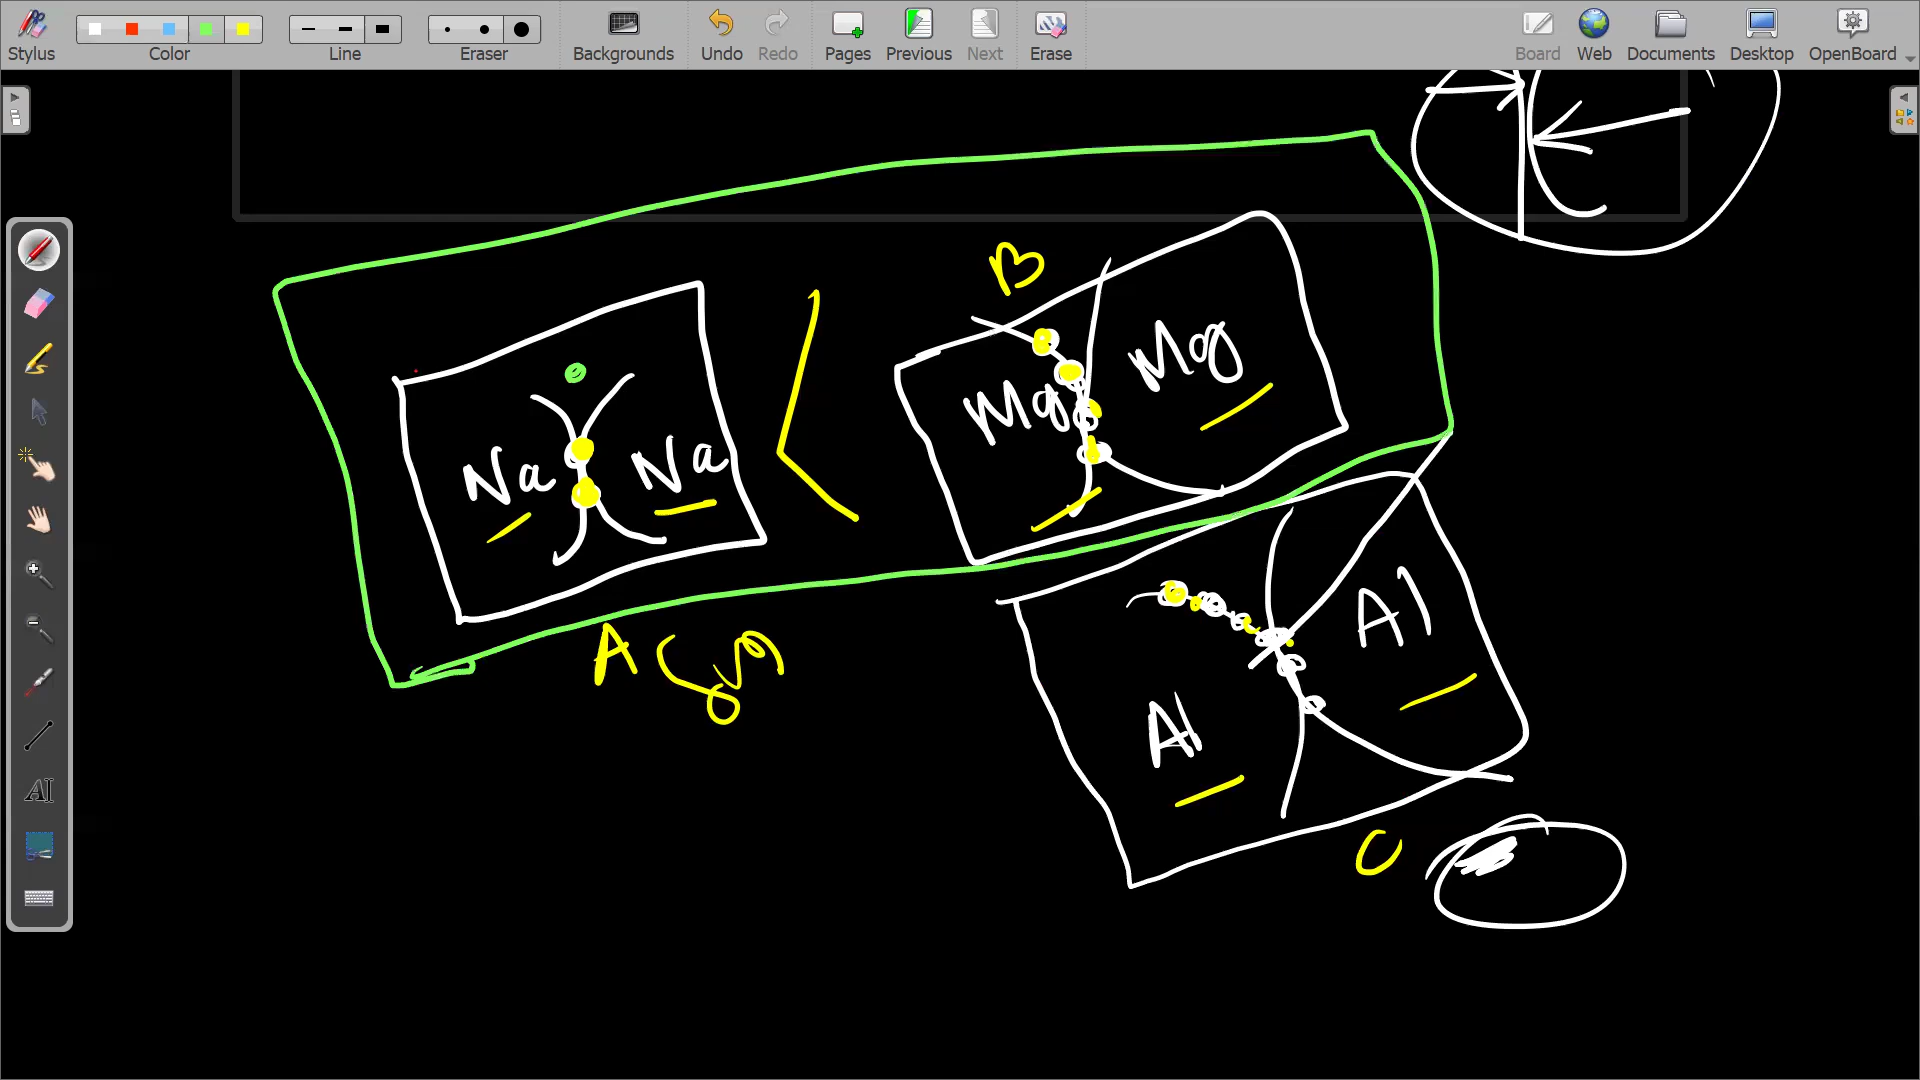 Stylus
Color
Line
Eraser
Backgrounds
Undo
Redo
Pages
Previous
Next
Erase
Board
Web
Documents
Desktop
OpenBoard
B
Mg
Mg
Na
Na
A
Al
Al
C
AI